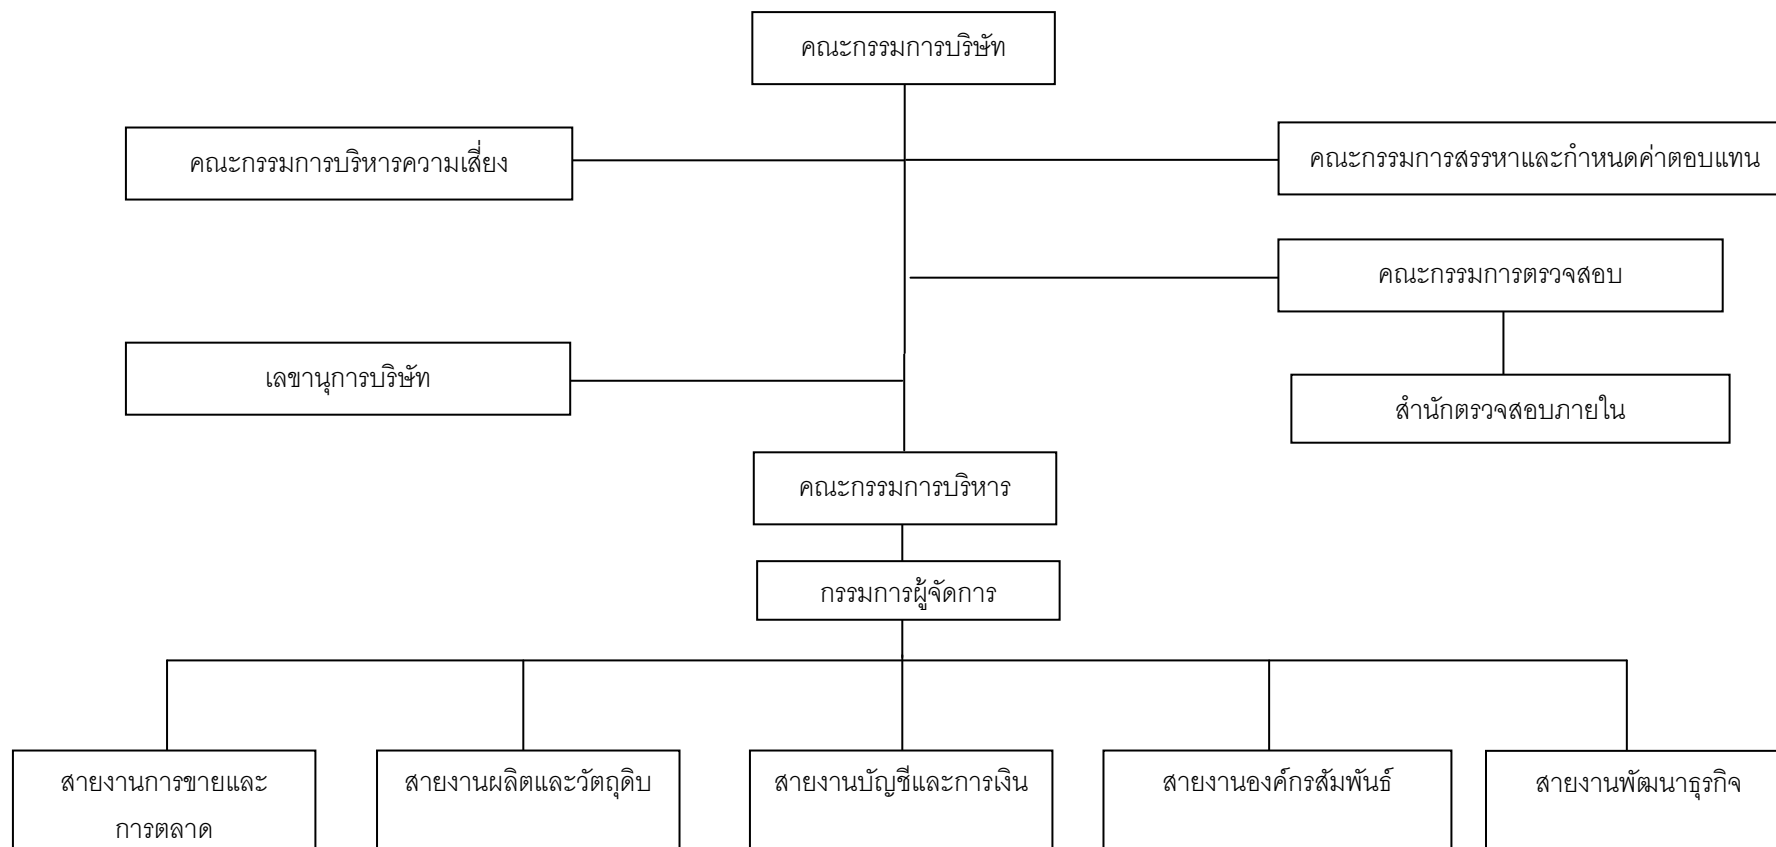 คณะกรรมการบริษัท
คณะกรรมการบริหารความเสี่ยง
คณะกรรมการสรรหาและกำหนดค่าตอบแทน
คณะกรรมการตรวจสอบ
เลขานุการบริษัท
สำนักตรวจสอบภายใน
คณะกรรมการบริหาร
กรรมการผู้จัดการ
สายงานการขายและ
การตลาด
สายงานผลิตและวัตถุดิบ
สายงานบัญชีและการเงิน
สายงานองค์กรสัมพันธ์
สายงานพัฒนาธุรกิจ